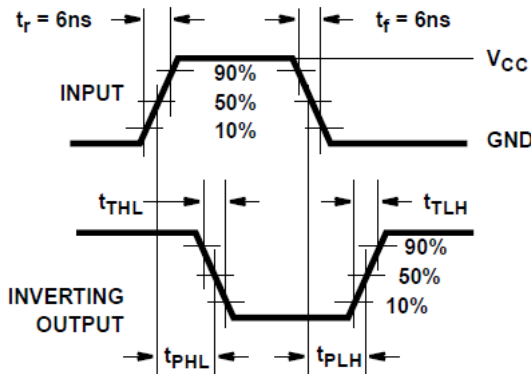 tr = 6ns
tf = 6ns
VCC
90%
INPUT
50%
10%
GND
tTHL
tTLH
90%
50%
INVERTING
OUTPUT
10%
tPHL
tPLH